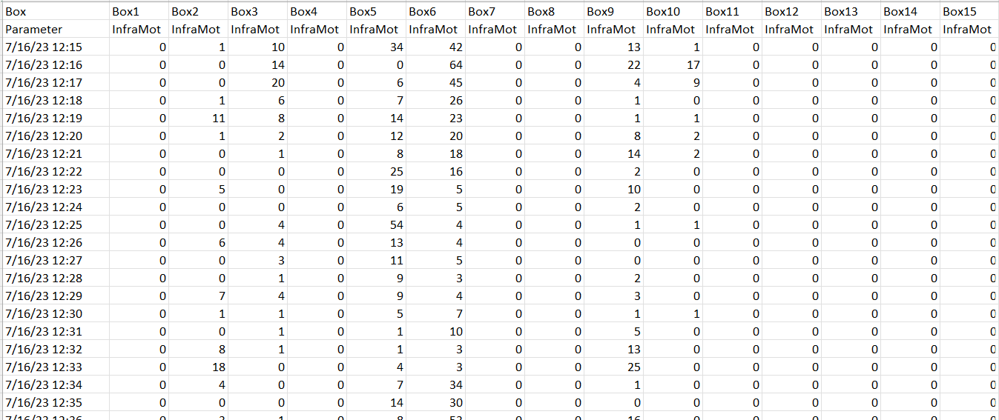 Box Box1 Box2 Box3 Box4 Box5 Box6 Box7 Box8 Box9 Box10 Box11 Box12 Box13 Box14 Box15
Parameter InfraMot InfraMot InfraMot InfraMot InfraMot InfraMot InfraMot InfraMot InfraMot InfraMot InfraMot InfraMot InfraMot InfraMot InfraMot
7/16/23 12:15 0 1 10 0 34 42 0 0 13 1 0 0 0 0 0
7/16/23 12:16 0 0 14 0 0 64 0 0 22 17 0 0 0 0 0
7/16/23 12:17 0 0 20 0 6 45 0 0 4 9 0 0 0 0 0
7/16/23 12:18 0 1 6 0 7 26 0 0 1 0 0 0 0 0 0
7/16/23 12:19 0 11 8 0 14 23 0 0 1 1 0 0 0 0 0
7/16/23 12:20 0 1 2 0 12 20 0 0 8 2 0 0 0 0 0
7/16/23 12:21 0 0 1 0 8 18 0 0 14 2 0 0 0 0 0
7/16/23 12:22 0 0 0 0 25 16 0 0 2 0 0 0 0 0 0
7/16/23 12:23 0 5 0 0 19 5 0 0 10 0 0 0 0 0 0
7/16/23 12:24 0 0 0 0 6 5 0 0 2 0 0 0 0 0 0
7/16/23 12:25 0 0 4 0 54 4 0 0 1 1 0 0 0 0 0
7/16/23 12:26 0 6 4 0 13 4 0 0 0 0 0 0 0 0 0
7/16/23 12:27 0 0 3 0 11 5 0 0 0 0 0 0 0 0 0
7/16/23 12:28 0 0 1 0 9 3 0 0 2 0 0 0 0 0 0
7/16/23 12:29 0 7 4 0 9 4 0 0 3 0 0 0 0 0 0
7/16/23 12:30 0 1 1 0 5 7 0 0 1 1 0 0 0 0 0
7/16/23 12:31 0 0 1 0 1 10 0 0 5 0 0 0 0 0 0
7/16/23 12:32 0 8 1 0 1 3 0 0 13 0 0 0 0 0 0
7/16/23 12:33 0 18 0 0 4 3 0 0 25 0 0 0 0 0 0
7/16/23 12:34 0 4 0 0 7 34 0 0 1 0 0 0 0 0 0
7/16/23 12:35 0 0 0 0 14 30 0 0 0 0 0 0 0 0 0